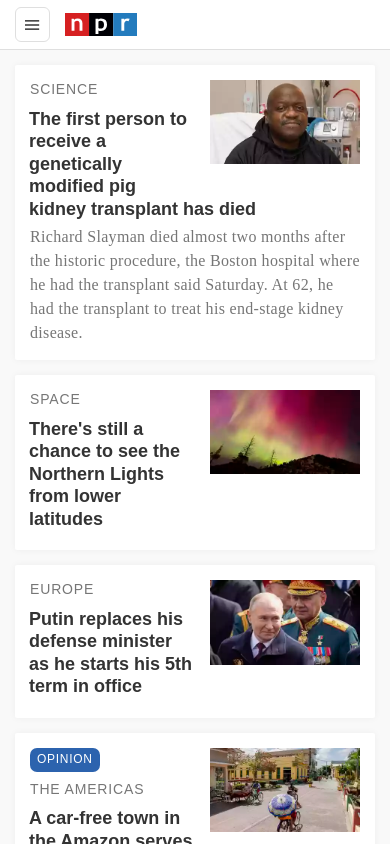 npr
SCIENCE
The first person to
receive a
genetically
modified pig
kidney transplant has died
Richard Slayman died almost two months after
the historic procedure, the Boston hospital where
he had the transplant said Saturday. At 62, he
had the transplant to treat his end-stage kidney
disease.
SPACE
There's still a
chance to see the
Northern Lights
from lower
latitudes
EUROPE
Putin replaces his
defense minister
as he starts his 5th
term in office
OPINION
THE AMERICAS
A car-free town in
the Amazon serves